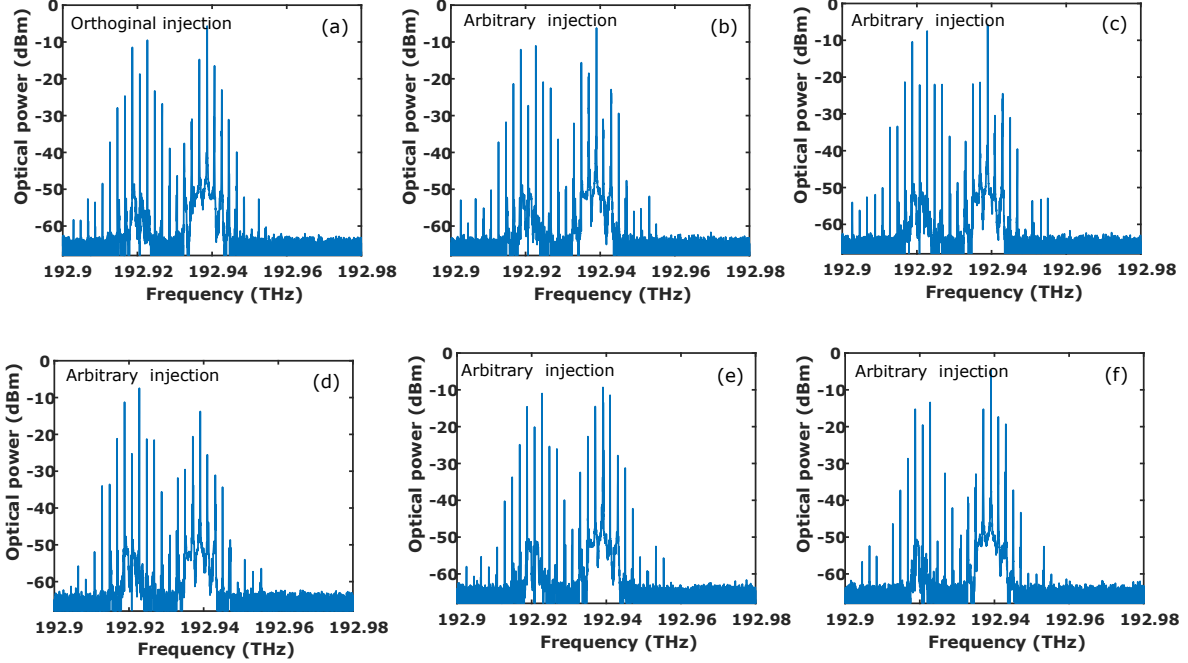 0
Orthoginal injection
(a)
-10
-20
-30
-40
-50
-60
Optical power (dBm)
192.9 192.92 192.94 192.96 192.98
Frequency (THz)
0
Arbitrary injection
(b)
-10
-20
-30
-40
-50
-60
Optical power (dBm)
192.9 192.92 192.94 192.96 192.98
Frequency (THz)
0
Arbitrary injection
(c)
-10
-20
-30
-40
-50
-60
Optical power (dBm)
192.9 192.92 192.94 192.96 192.98
Frequency (THz)
0
Arbitrary injection
(d)
-10
-20
-30
-40
-50
-60
Optical power (dBm)
192.9 192.92 192.94 192.96 192.98
Frequency (THz)
0
Arbitrary injection
(e)
-10
-20
-30
-40
-50
-60
Optical power (dBm)
192.9 192.92 192.94 192.96 192.98
Frequency (THz)
0
Arbitrary injection
(f)
-10
-20
-30
-40
-50
-60
Optical power (dBm)
192.9 192.92 192.94 192.96 192.98
Frequency (THz)